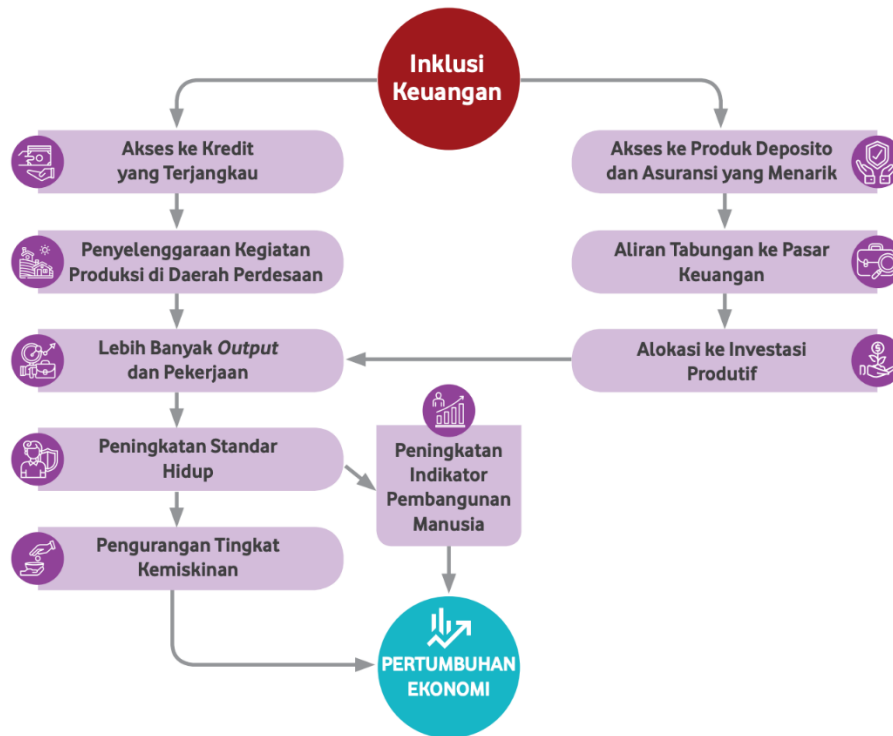 Inklusi
Keuangan
Akses ke Kredit
yang Terjangkau
Penyelenggaraan Kegiatan
Produksi di Daerah Perdesaan
Lebih Banyak Output
dan Pekerjaan
Peningkatan Standar
Hidup
Pengurangan Tingkat
Kemiskinan
Akses ke Produk Deposito
dan Asuransi yang Menarik
Aliran Tabungan ke Pasar
Keuangan
Alokasi ke Investasi
Produtif
Peningkatan
Indikator
Pembangunan
Manusia
PERTUMBUHAN
EKONOMI